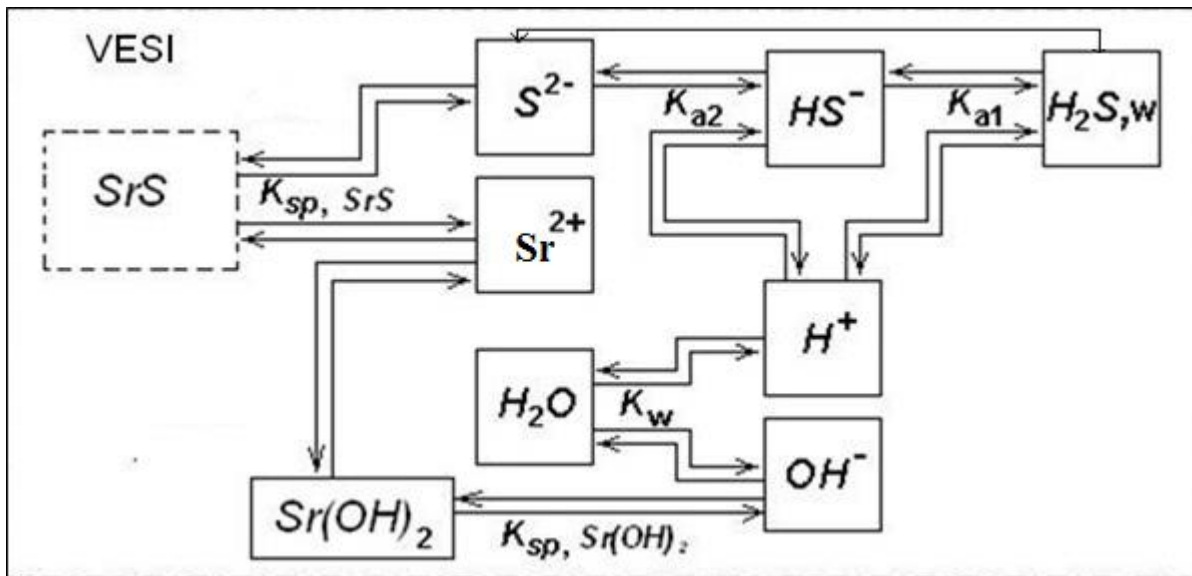 VESI
S²⁻
HS⁻
H₂S,w
Kₐ₂
Kₐ₁
SrS
Kₛₚ, SrS
Sr²⁺
H⁺
H₂O
K_w
OH⁻
Sr(OH)₂
Kₛₚ, Sr(OH)₂